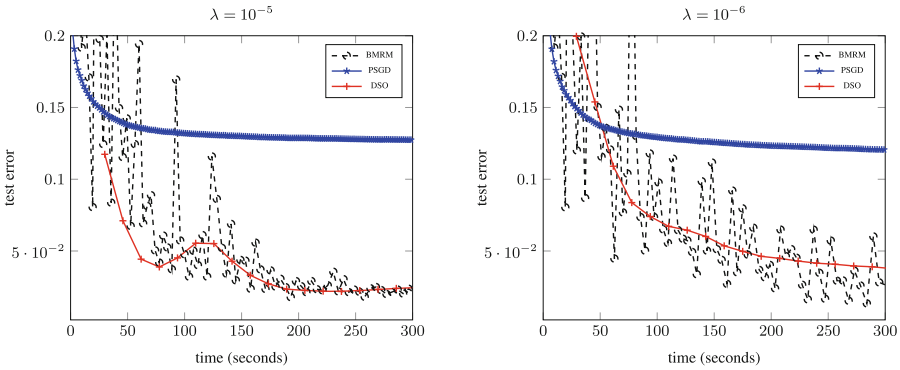 λ = 10⁻⁵
0.2
0.15
0.1
5 · 10⁻²
0
50
100
150
200
250
300
test error
time (seconds)
BMRM
PSGD
DSO
λ = 10⁻⁶
0.2
0.15
0.1
5 · 10⁻²
0
50
100
150
200
250
300
test error
time (seconds)
BMRM
PSGD
DSO